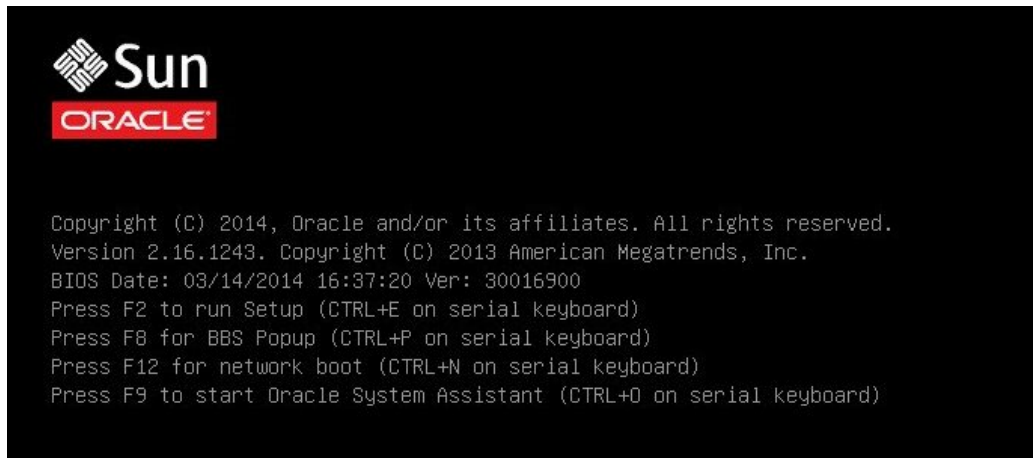 Sun
ORACLE
Copyright (C) 2014, Oracle and/or its affiliates. All rights reserved.
Version 2.16.1243. Copyright (C) 2013 American Megatrends, Inc.
BIOS Date: 03/14/2014 16:37:20 Ver: 30016900
Press F2 to run Setup (CTRL+E on serial keyboard)
Press F8 for BBS Popup (CTRL+P on serial keyboard)
Press F12 for network boot (CTRL+N on serial keyboard)
Press F9 to start Oracle System Assistant (CTRL+O on serial keyboard)